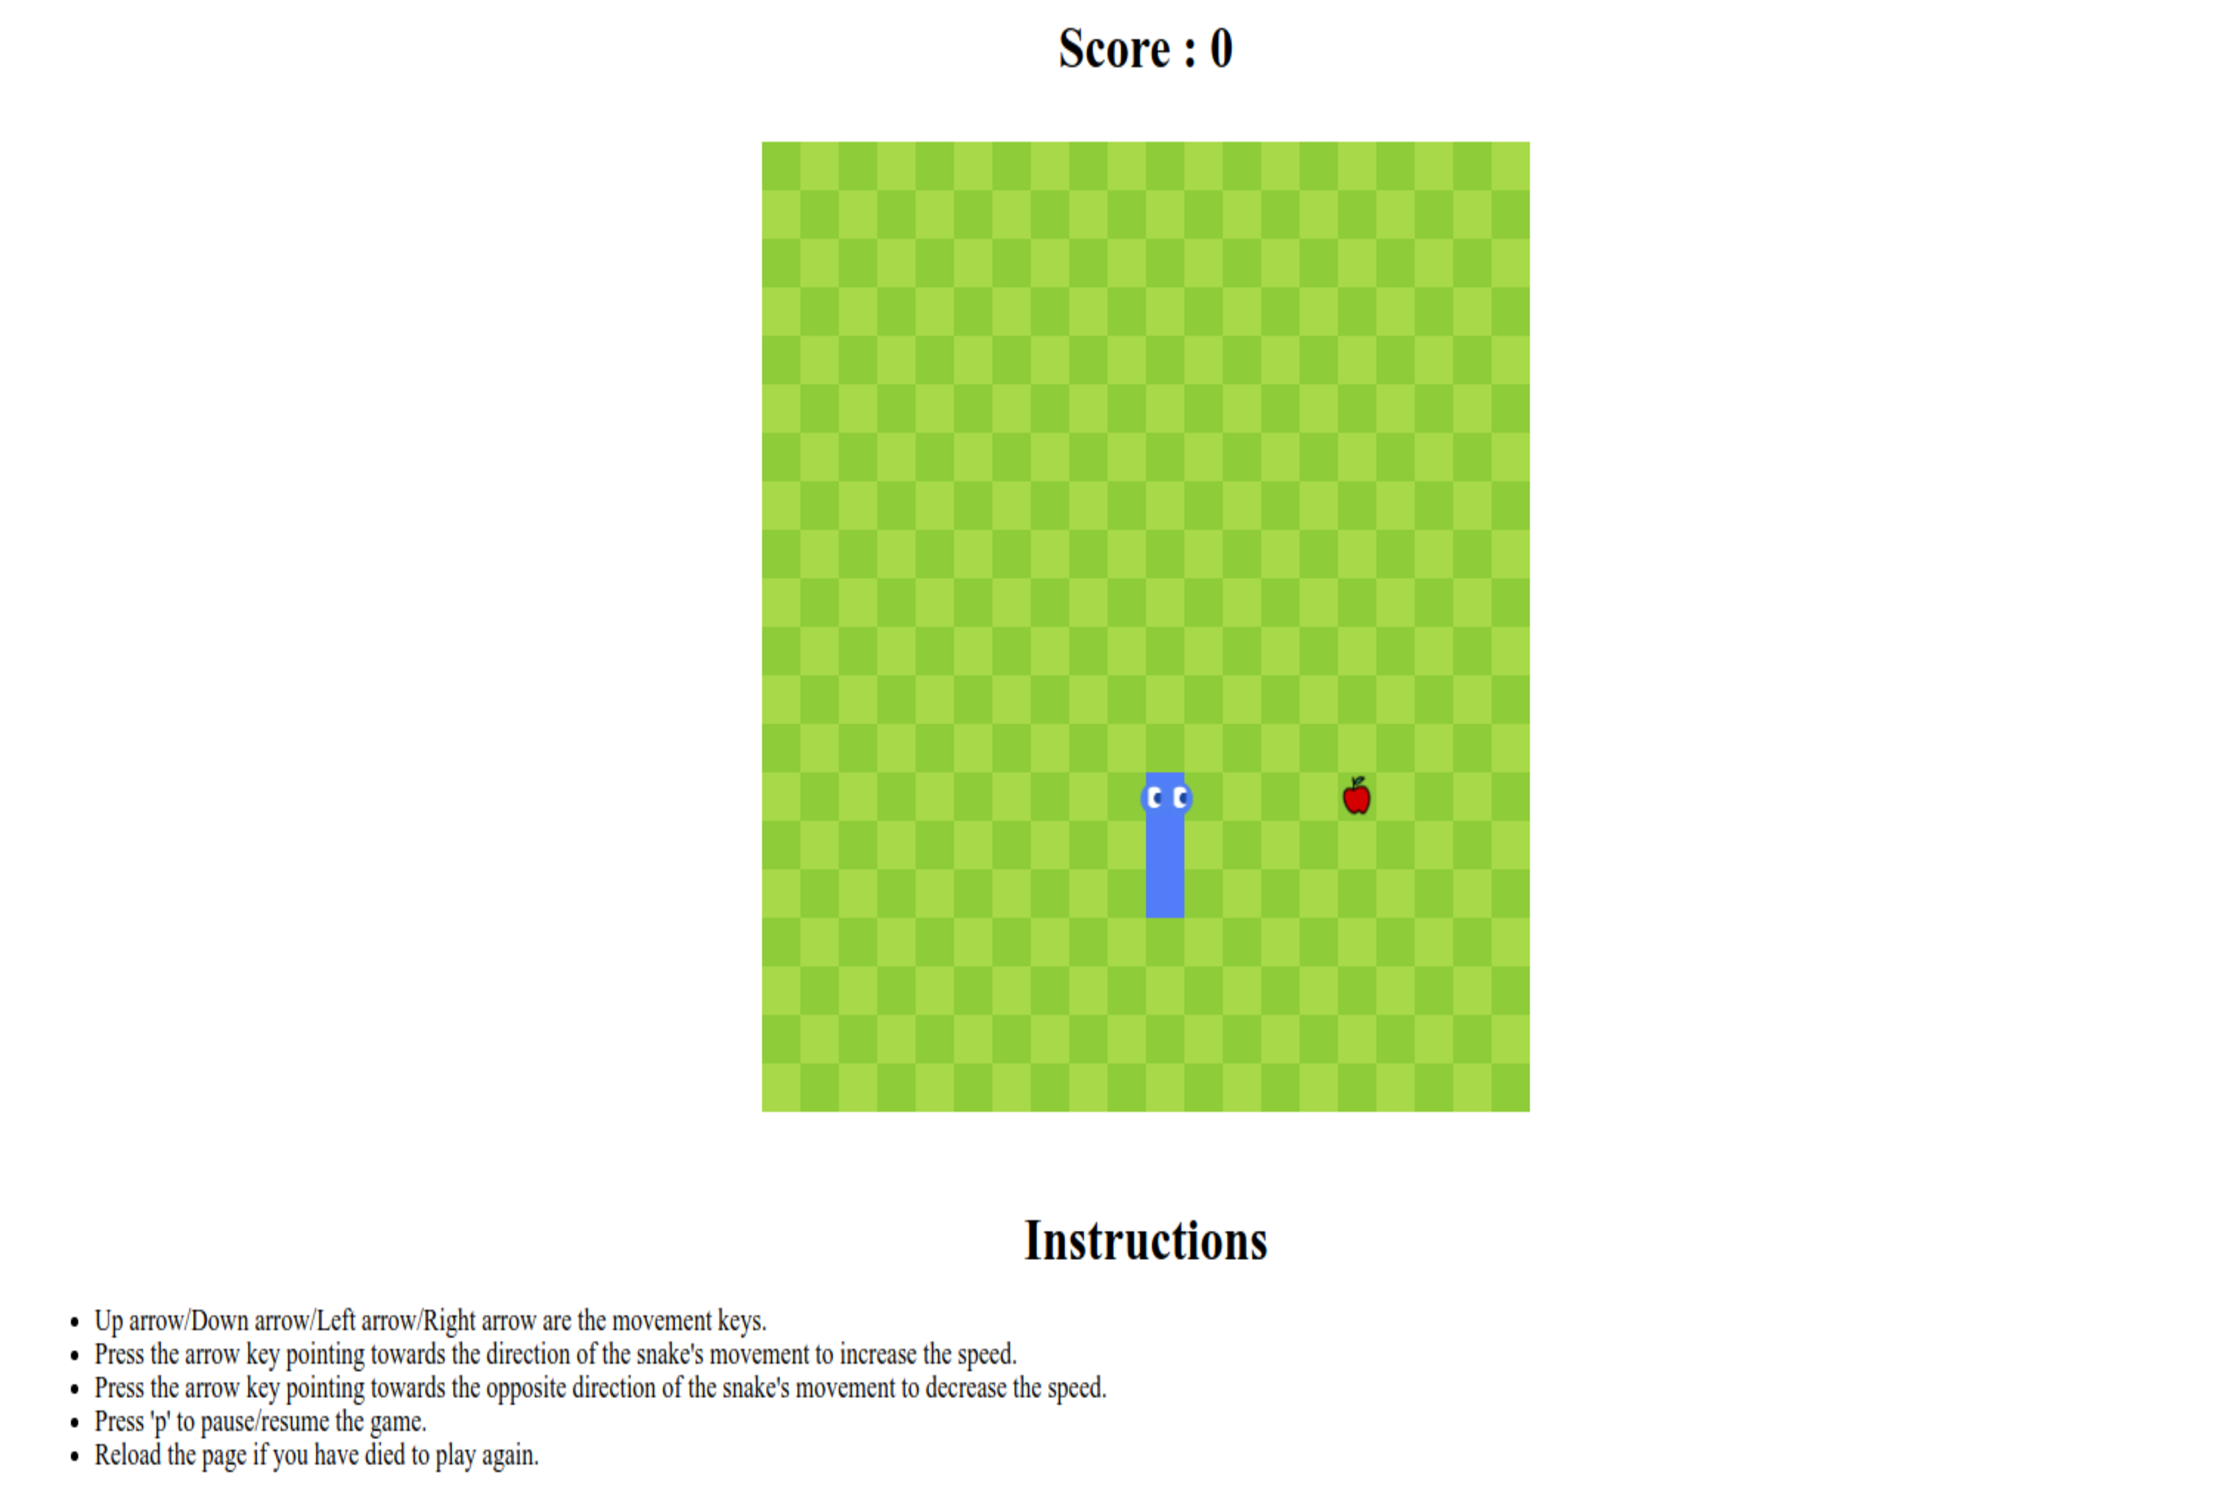 Score : 0
Instructions
Up arrow/Down arrow/Left arrow/Right arrow are the movement keys.
Press the arrow key pointing towards the direction of the snake's movement to increase the speed.
Press the arrow key pointing towards the opposite direction of the snake's movement to decrease the speed.
Press 'p' to pause/resume the game.
Reload the page if you have died to play again.